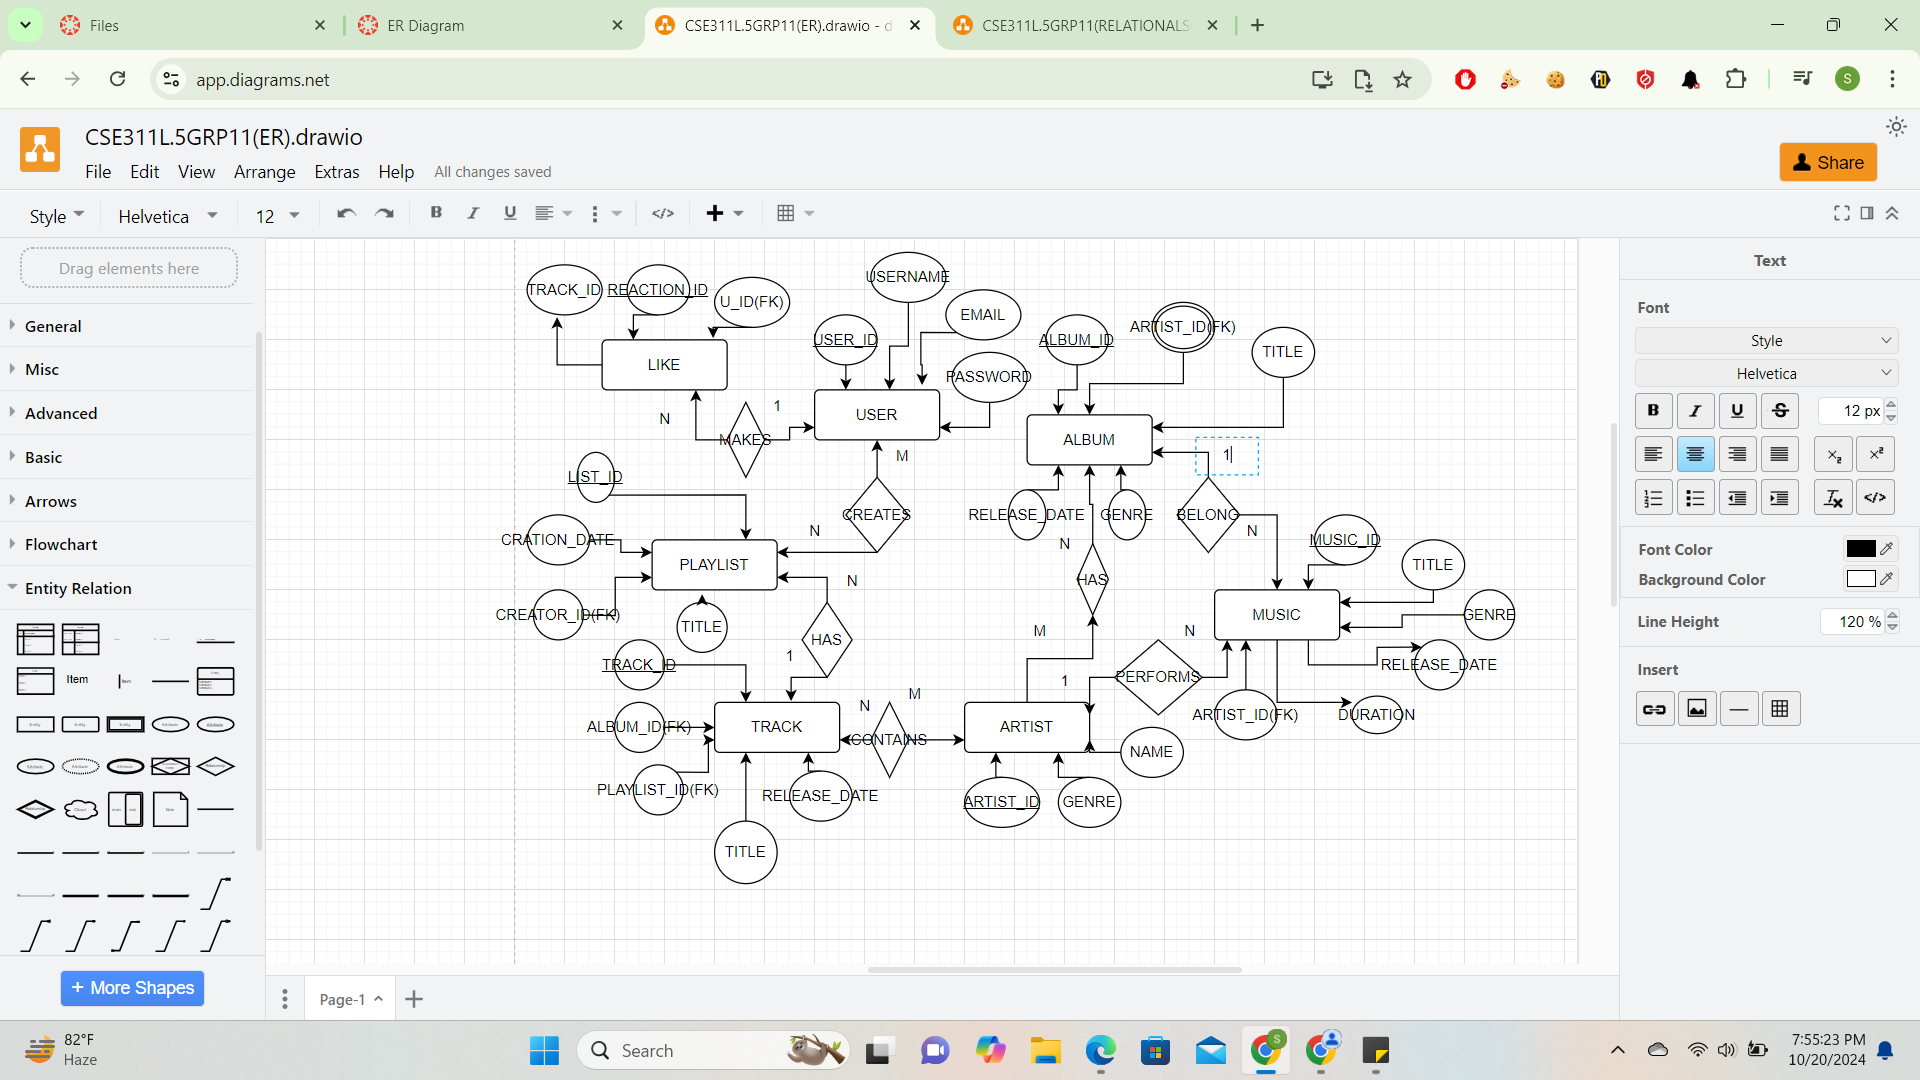 Files
ER Diagram
CSE311L.5GRP11(ER).drawio - d
CSE311L.5GRP11(RELATIONALS
app.diagrams.net
S
CSE311L.5GRP11(ER).drawio
File Edit View Arrange Extras Help All changes saved
Share
Style Helvetica 12
Drag elements here
General
Misc
Advanced
Basic
Arrows
Flowchart
Entity Relation
Item
Item
+ More Shapes
USERNAME
TRACK_ID REACTION_ID U_ID(FK)
EMAIL
ARTIST_ID(FK)
USER_ID
ALBUM_ID
TITLE
LIKE
PASSWORD
1
N
USER
MAKES
ALBUM
M
1
LIST_ID
CREATES
RELEASE_DATE GENRE BELONG
N
N
CRATION_DATE
N
MUSIC_ID
PLAYLIST
TITLE
N
HAS
CREATOR_ID(FK)
TITLE
MUSIC
GENRE
M
N
HAS
1
TRACK_ID
RELEASE_DATE
1
PERFORMS
M
N
ALBUM_ID(FK)
TRACK
ARTIST
ARTIST_ID(FK)
DURATION
CONTAINS
NAME
PLAYLIST_ID(FK)
RELEASE_DATE
ARTIST_ID
GENRE
TITLE
Page-1
Text
Font
Style
Helvetica
B I U S 12 px
Line Height 120 %
Font Color
Background Color
Insert
82°F
Haze
Search
7:55:23 PM
10/20/2024